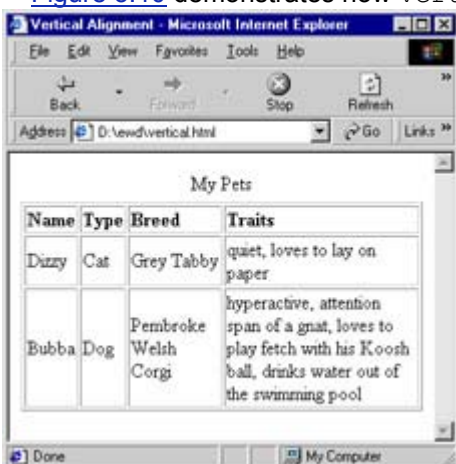 Figure 8.10 demonstrates how
Vertical Alignment - Microsoft Internet Explorer
File Edit View Favorites Tools Help
Back Forward Stop Refresh »
Address D:\ewd\vertical.html Go Links »
My Pets
Name Type Breed Traits
Dizzy Cat Grey Tabby quiet, loves to lay on
paper
Bubba Dog Pembroke
Welsh
Corgi
hyperactive, attention
span of a gnat, loves to
play fetch with his Koosh
ball, drinks water out of
the swimming pool
Done My Computer